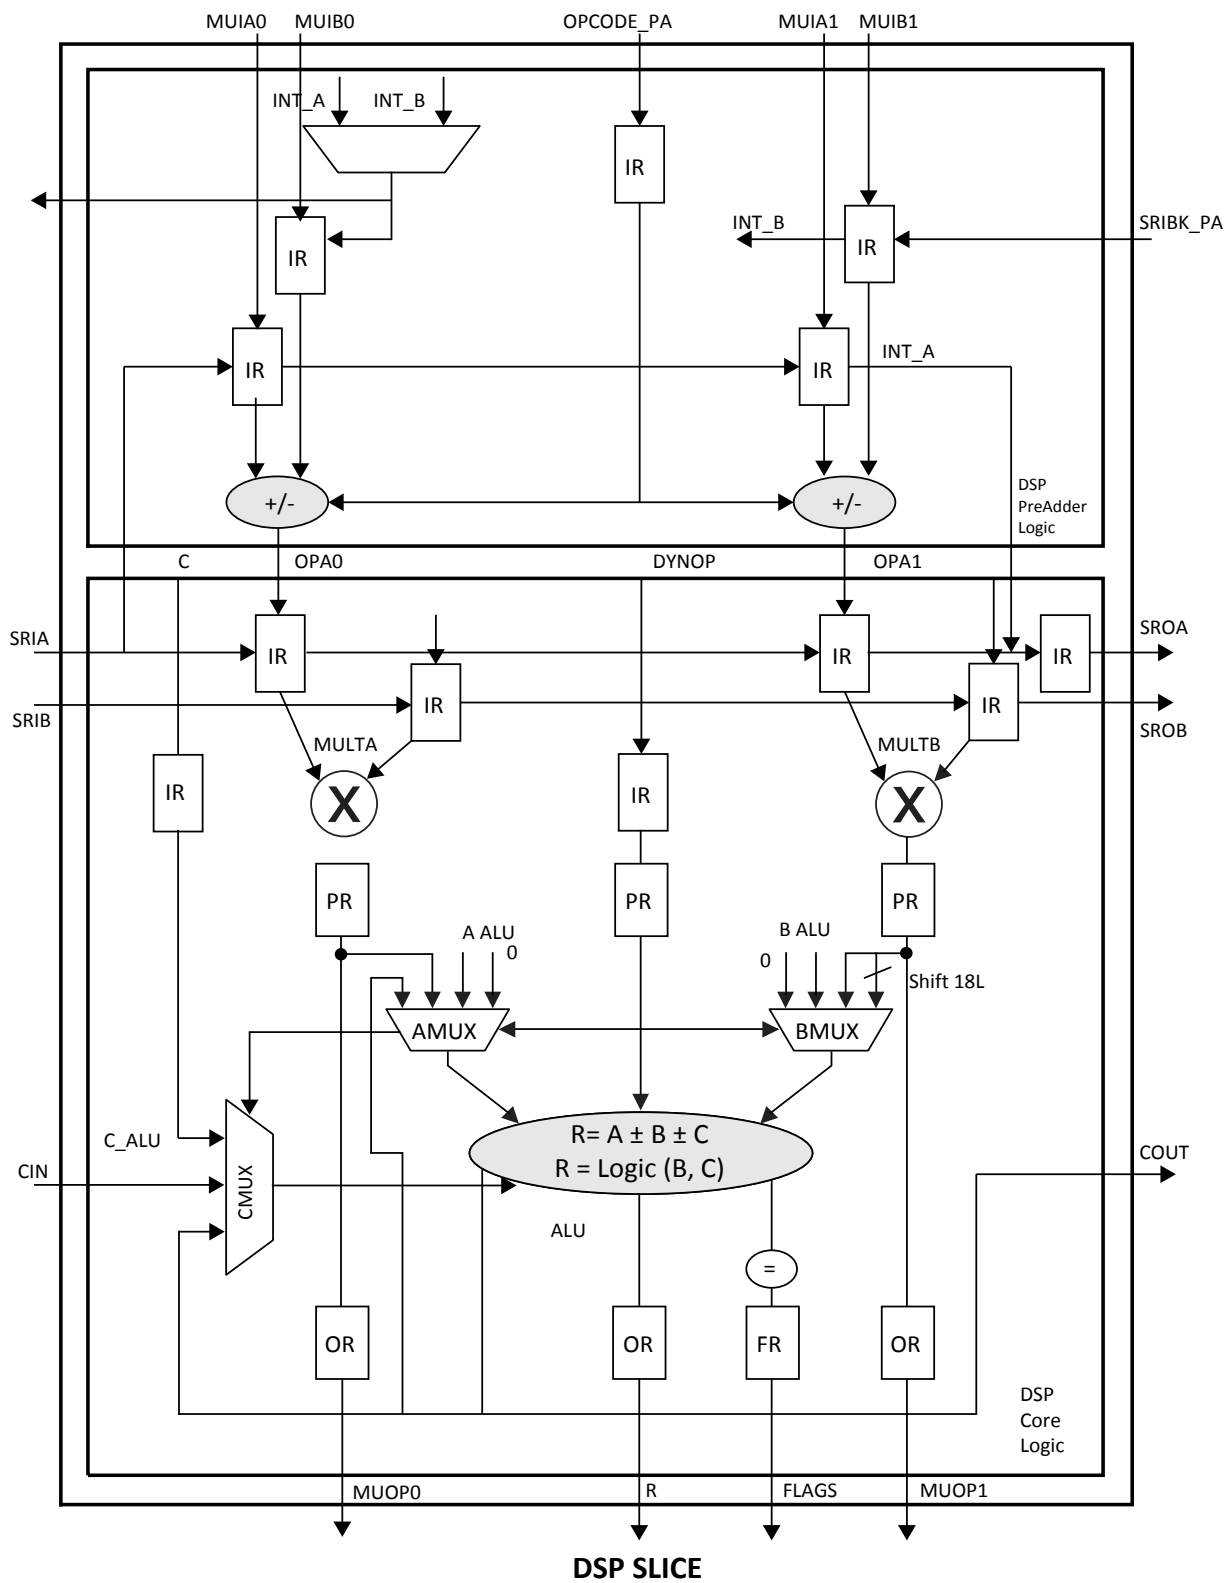 MUIA0
MUIB0
OPCODE_PA
MUIA1
MUIB1
INT_A
INT_B
IR
INT_B
IR
SRIBK_PA
IR
IR
IR
INT_A
+/-
+/-
DSP
PreAdder
Logic
C
OPA0
DYNOP
OPA1
SRIA
IR
IR
IR
SROA
SRIB
IR
IR
SROB
MULTA
MULTB
IR
X
IR
X
PR
PR
PR
A ALU
0
B ALU
0
Shift 18L
AMUX
BMUX
R= A ± B ± C
R = Logic (B, C)
C_ALU
CIN
CMUX
COUT
ALU
=
OR
OR
FR
OR
DSP
Core
Logic
MUOP0
R
FLAGS
MUOP1
DSP SLICE